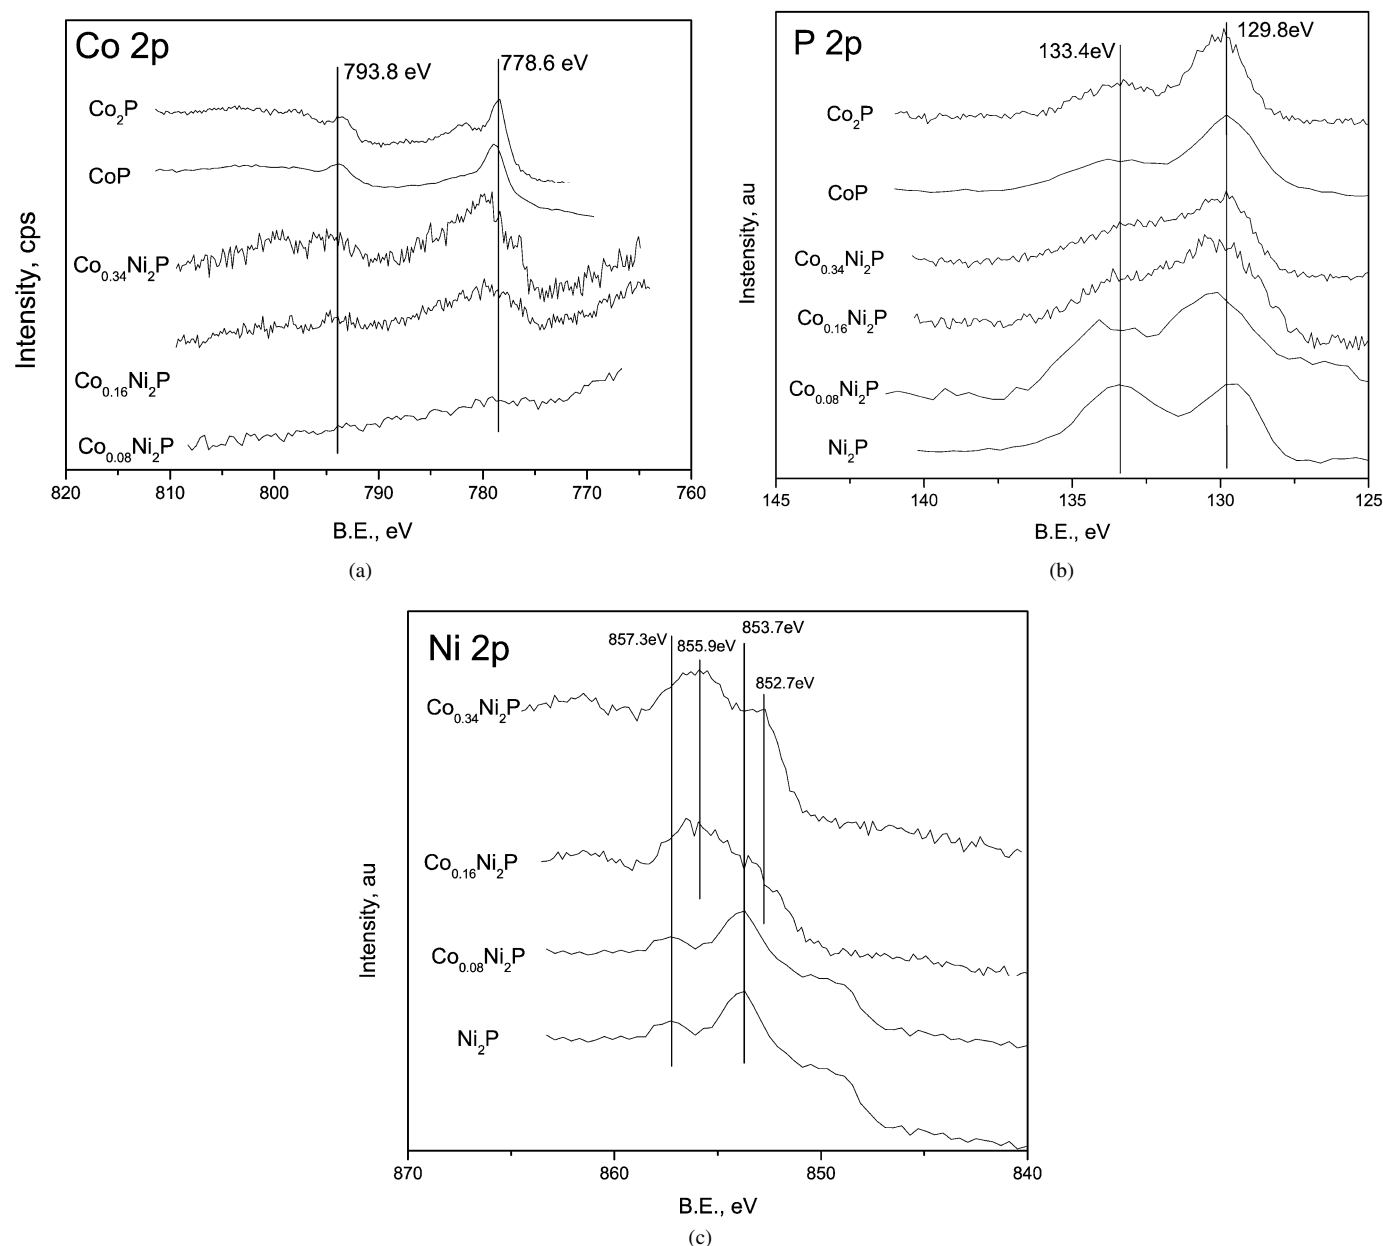 Co 2p
793.8 eV
778.6 eV
Co2P
CoP
Co0.34Ni2P
Co0.16Ni2P
Co0.08Ni2P
Intensity, cps
820 810 800 790 780 770 760
B.E., eV
(a)
P 2p
133.4eV
129.8eV
Co2P
CoP
Co0.34Ni2P
Co0.16Ni2P
Co0.08Ni2P
Ni2P
Instensity, au
145 140 135 130 125
B.E., eV
(b)
Ni 2p
857.3eV
855.9eV
853.7eV
852.7eV
Co0.34Ni2P
Co0.16Ni2P
Co0.08Ni2P
Ni2P
Intensity, au
870 860 850 840
B.E., eV
(c)